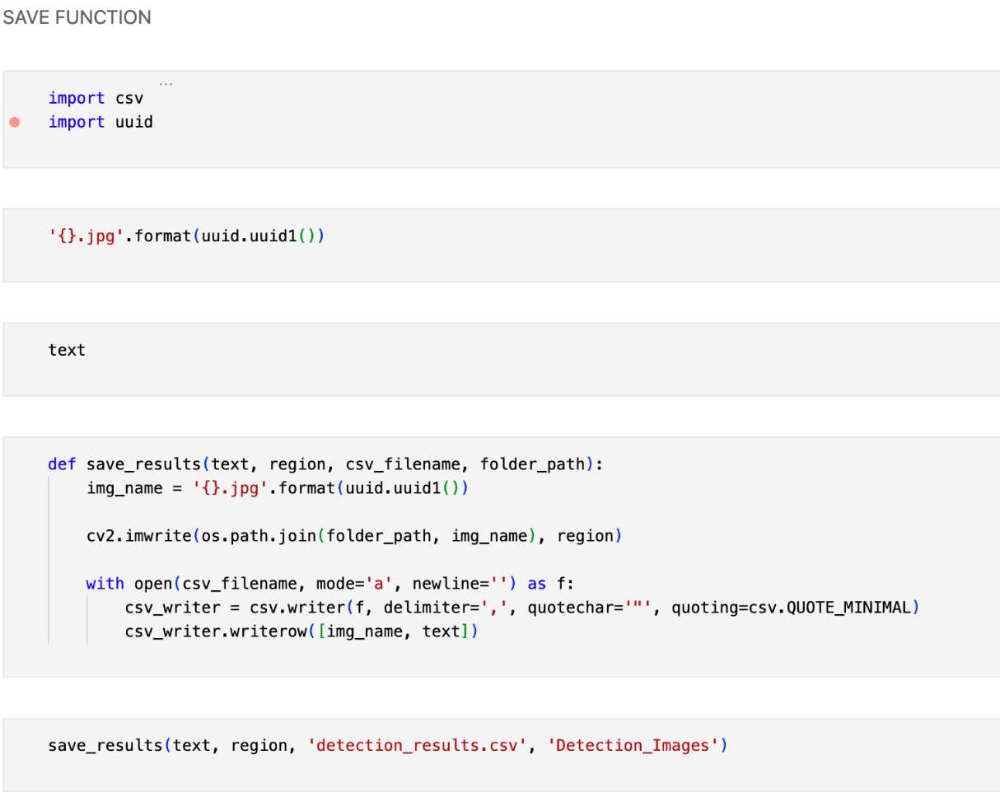 SAVE FUNCTION
...
import csv
import uuid
'{}.jpg'.format(uuid.uuid1())
text
def save_results(text, region, csv_filename, folder_path):
    img_name = '{}.jpg'.format(uuid.uuid1())
    cv2.imwrite(os.path.join(folder_path, img_name), region)
    with open(csv_filename, mode='a', newline='') as f:
        csv_writer = csv.writer(f, delimiter=',', quotechar='"', quoting=csv.QUOTE_MINIMAL)
        csv_writer.writerow([img_name, text])
save_results(text, region, 'detection_results.csv', 'Detection_Images')